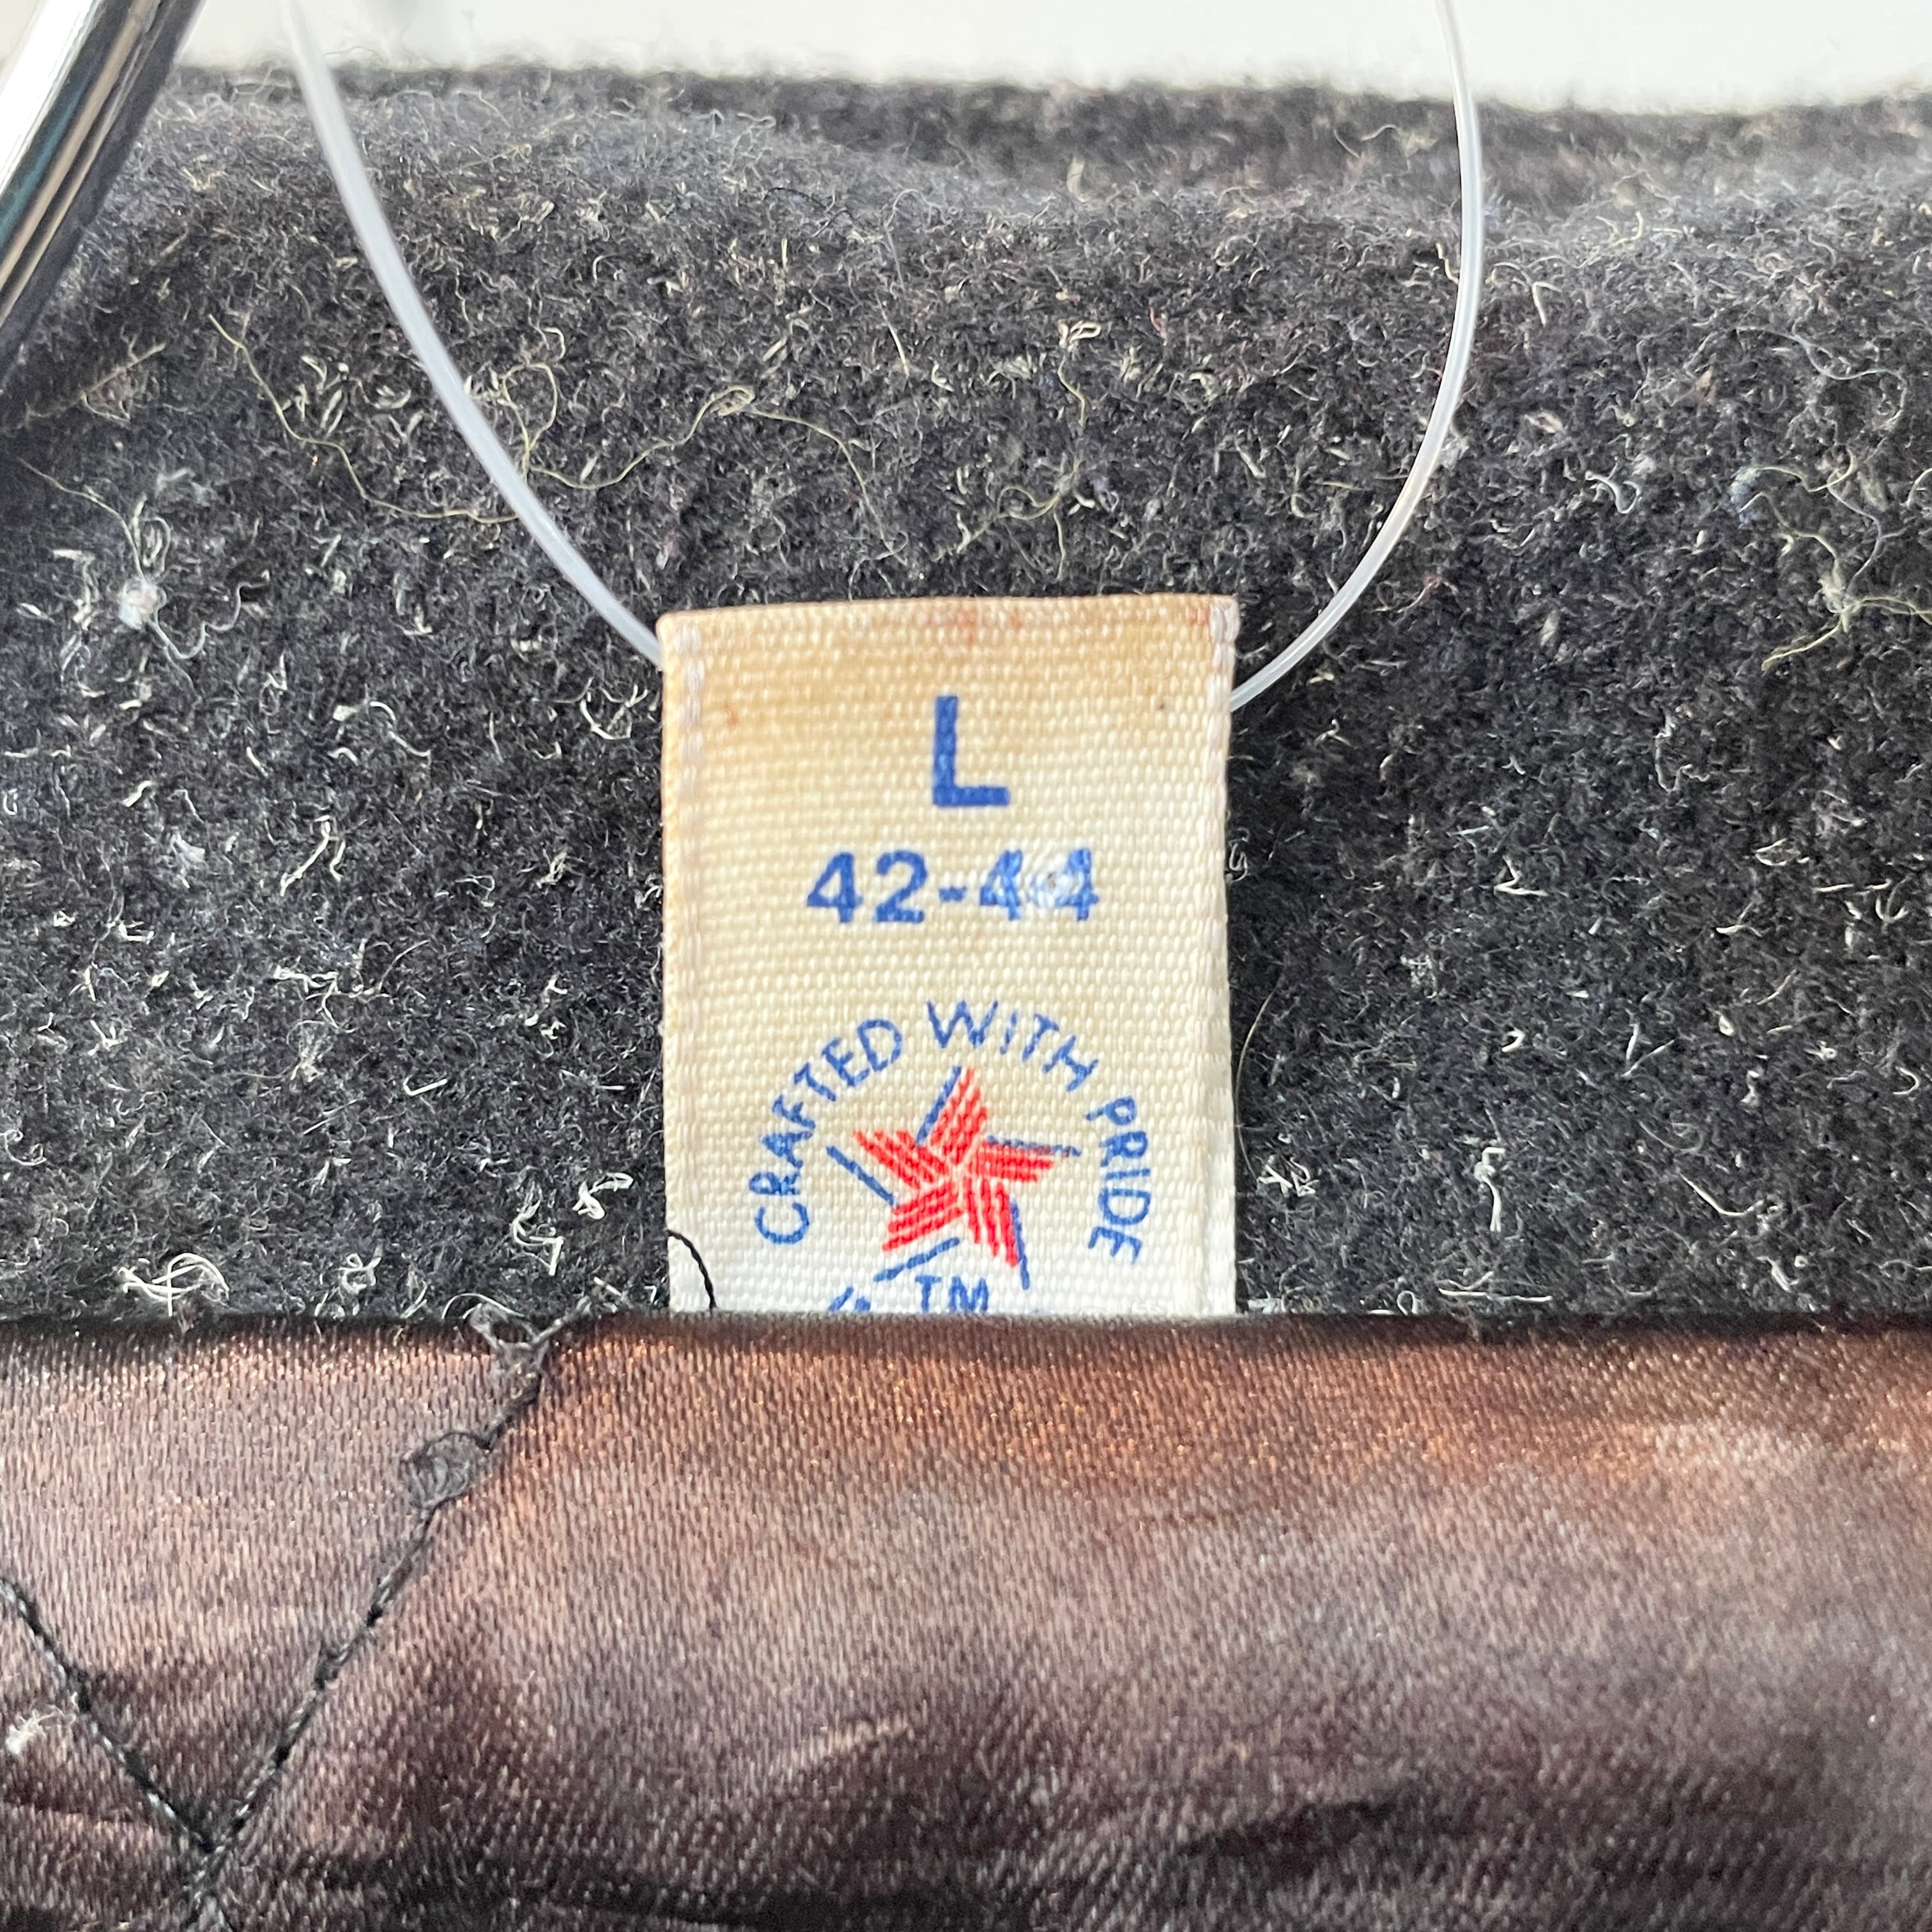 L
42-44
CRAFTED WITH PRIDE
TM